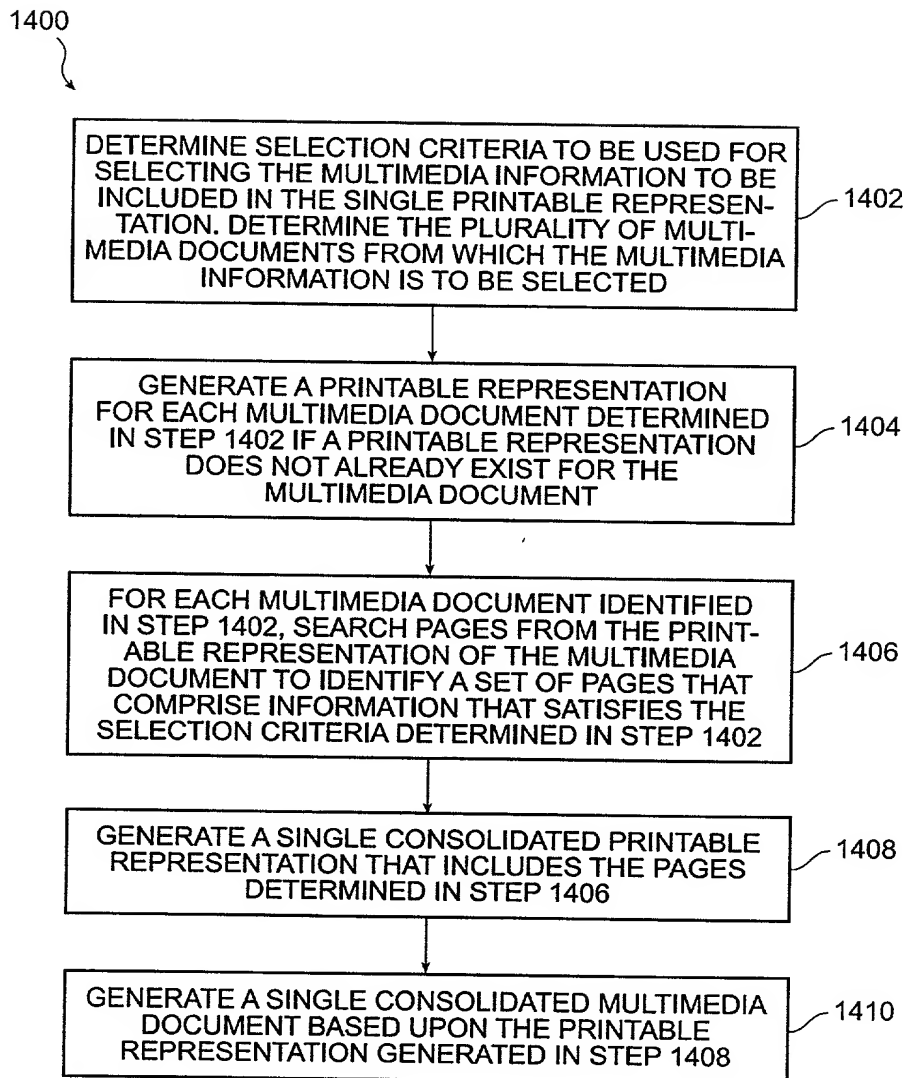 1400
DETERMINE SELECTION CRITERIA TO BE USED FOR
SELECTING THE MULTIMEDIA INFORMATION TO BE
INCLUDED IN THE SINGLE PRINTABLE REPRESEN-
TATION. DETERMINE THE PLURALITY OF MULTI-
MEDIA DOCUMENTS FROM WHICH THE MULTIMEDIA
INFORMATION IS TO BE SELECTED
1402
GENERATE A PRINTABLE REPRESENTATION
FOR EACH MULTIMEDIA DOCUMENT DETERMINED
IN STEP 1402 IF A PRINTABLE REPRESENTATION
DOES NOT ALREADY EXIST FOR THE
MULTIMEDIA DOCUMENT
1404
FOR EACH MULTIMEDIA DOCUMENT IDENTIFIED
IN STEP 1402, SEARCH PAGES FROM THE PRINT-
ABLE REPRESENTATION OF THE MULTIMEDIA
DOCUMENT TO IDENTIFY A SET OF PAGES THAT
COMPRISE INFORMATION THAT SATISFIES THE
SELECTION CRITERIA DETERMINED IN STEP 1402
1406
GENERATE A SINGLE CONSOLIDATED PRINTABLE
REPRESENTATION THAT INCLUDES THE PAGES
DETERMINED IN STEP 1406
1408
GENERATE A SINGLE CONSOLIDATED MULTIMEDIA
DOCUMENT BASED UPON THE PRINTABLE
REPRESENTATION GENERATED IN STEP 1408
1410